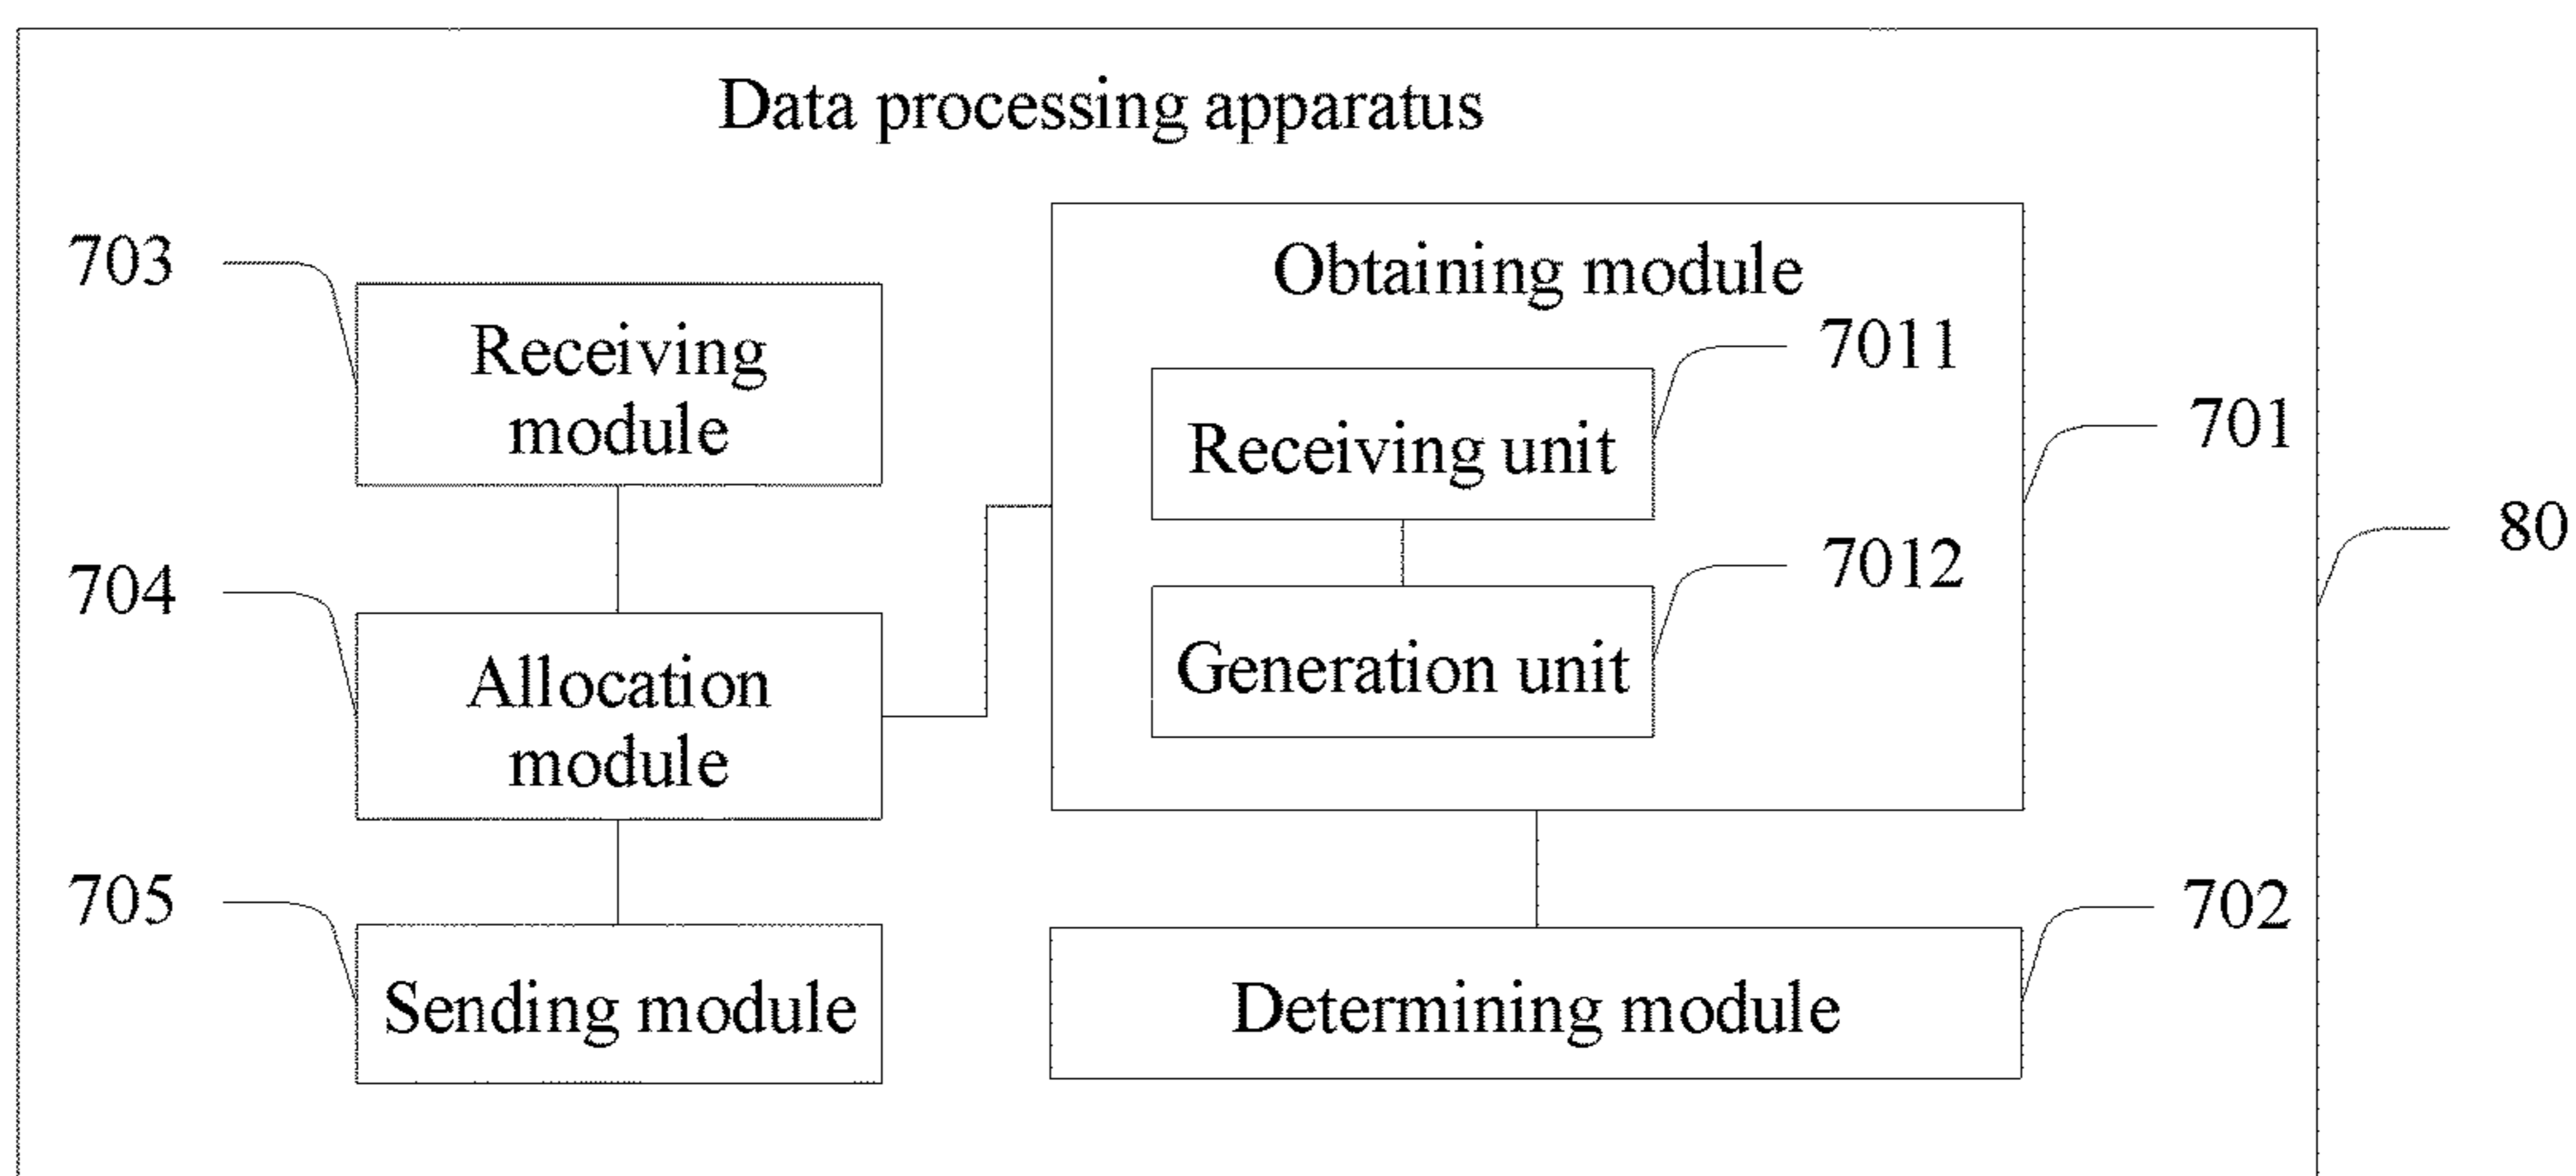 Data processing apparatus
703
Receiving
module
704
Allocation
module
705
Sending module
Obtaining module
7011
Receiving unit
7012
Generation unit
701
80
702
Determining module